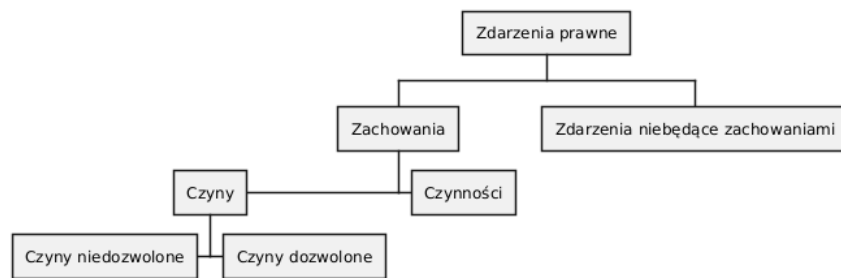 Zdarzenia prawne
Zachowania
Zdarzenia niebędące zachowaniami
Czyny
Czynności
Czyny niedozwolone
Czyny dozwolone